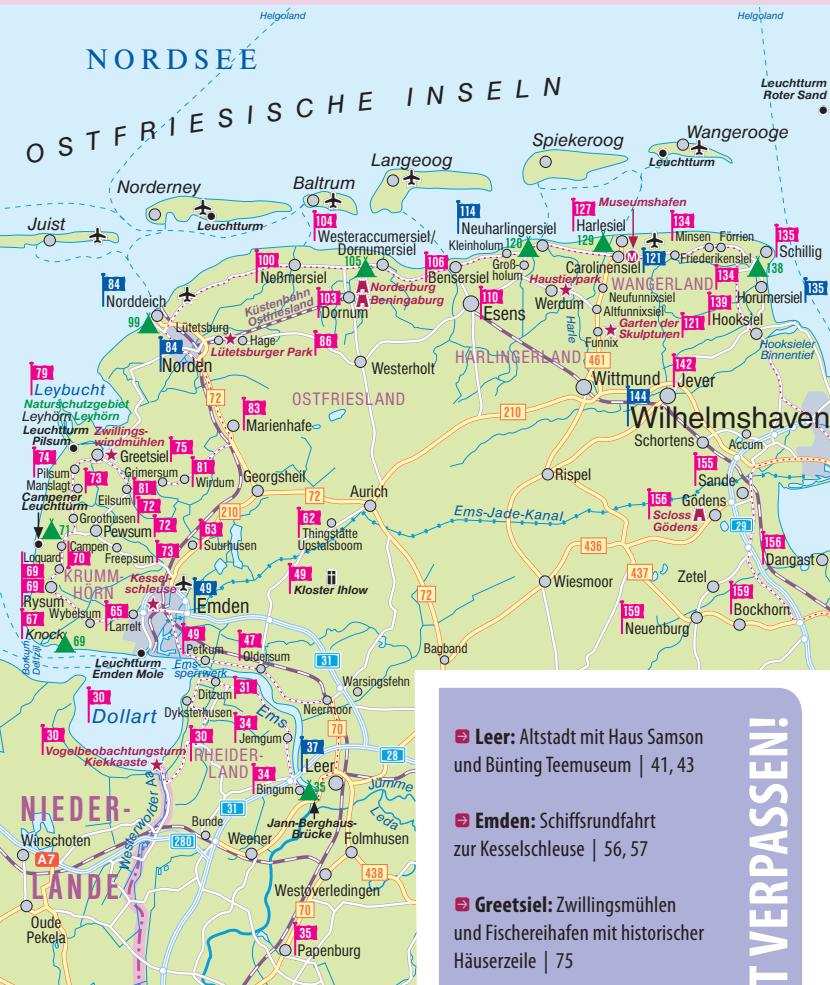 Helgoland
Helgoland
NORDSEE
OSTFRIESISCHE INSELN
Leuchtturm
Roter Sand
Wangerooge
Leuchtturm
Spiekeroog
Langeoog
Baltrum
Norderney
Leuchtturm
Juist
104
Westeraccumersiel/
Dornumersiel
105
114
Neuharlingersiel
Kleinholum
128
Groß-
holum
127
Museumshafen
Harlesiel
129
M
Carolinensiel
121
134
Minsen
Förrien
Friederikensiel
135
Schillig
138
134
Horumersiel
135
WANGERLAND
84
Norddeich
99
100
Neßmersiel
Küstenbahn
Ostfriesland
103
Dornum
Norderburg
Beningaburg
106
Bensersiel
110
Esens
Haustierpark
Werdum
Neufunnixsiel
Altfunnixsiel
Garten der
Skulpturen
121
Funnix
Harle
139
Hooksiel
Hooksieler
Binnentief
Lütetsburg
Hage
86
Lütetsburger Park
84
Norden
Westerholt
HARLINGERLAND
461
Wittmund
142
Jever
144
Wilhelmshaven
79
Leybucht
Naturschutzgebiet
Leyhörn Leyhörn
Leuchtturm
Pilsum
Zwillings-
windmühlen
72
83
Marienhafe
OSTFRIESLAND
210
Schortens
Accum
74
Greetsiel
75
Pilsum
Grimersum
81
Wirdum
Manslagt
73
Eilsum
81
72
Campener
Leuchtturm
Georgsheil
72
Aurich
Rispel
155
Sande
156
Gödens
Scloss
Gödens
29
Groothusen
71
Pewsum
72
210
63
Suurhusen
62
Thingstätte
Upstalsboom
Ems-Jade-Kanal
436
156
Dangast
Loquard
Campen
70
Freepsum
73
69
69
KRUMM-
HÖRN
Kessel-
schleuse
49
Emden
49
Kloster Ihlow
72
Wiesmoor
437
Zetel
159
Bockhorn
159
Neuenburg
Rysum
67
Wybelsum
65
Larrelt
Knock
69
Borkum
Delfzijl
Leuchtturm
Emden Mole
49
Petkum
Ems-
sperrwerk
47
Oldersum
31
Bagband
Ditzum
31
Warsingsfehn
30
Dollart
Dyksterhusen
Ems
Neermoor
34
Jemgum
70
30
Vogelbeobachtungsturm
Kiekkaaste
30
RHEIDER-
LAND
37
Leer
28
34
Bingum
35
Jümme
Leda
NIEDER-
LANDE
Westerwolder Aa
31
Bunde
280
Jann-Berghaus-
Brücke
Weener
Folmhusen
Winschoten
A7
438
Westoverledingen
Oude
Pekela
70
35
Papenburg
Leer: Altstadt mit Haus Samson
und Bünting Teemuseum | 41, 43
Emden: Schiffsrundfahrt
zur Kesselschleuse | 56, 57
Greetsiel: Zwillingsmühlen
und Fischereihafen mit historischer
Häuserzeile | 75
T VERPASSEN!